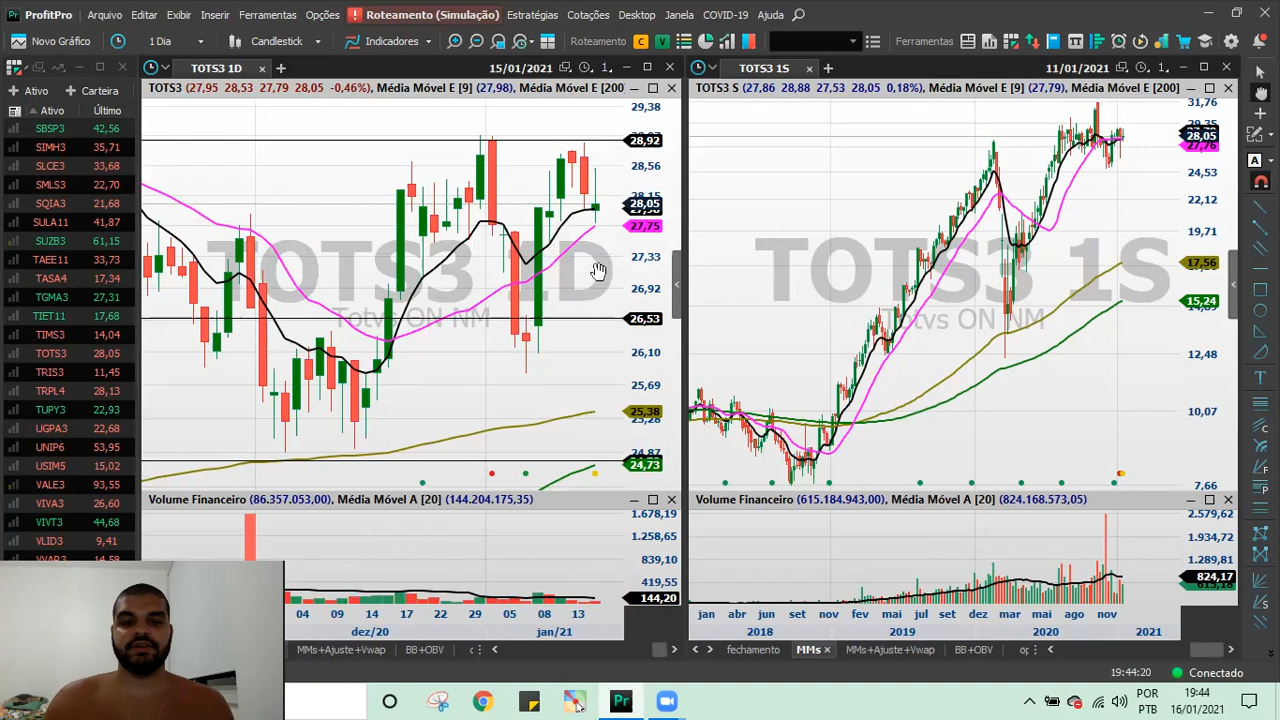 ProfitPro Arquivo Editar Exibir Inserir Ferramentas Opções Roteamento (Simulação) Estratégias Cotações Desktop Janela COVID-19 Ajuda
Novo Gráfico 1 Dia Candlestick Indicadores Roteamento C V Ferramentas
TOTS3 1D 15/01/2021 1
TOTS3 1S 11/01/2021 1
Ativo Carteira
Ativo Último
SBSP3 42,56
SIMH3 35,71
SLCE3 33,68
SMLS3 22,70
SQIA3 21,68
SULA11 41,87
SUZB3 61,15
TAEE11 33,73
TASA4 17,34
TGMA3 27,31
TIET11 17,68
TIMS3 14,04
TOTS3 28,05
TRIS3 11,45
TRPL4 28,13
TUPY3 22,93
UGPA3 22,68
UNIP6 53,95
USIM5 15,02
VALE3 93,55
VIVA3 26,60
VIVT3 44,68
VLID3 9,41
VVAR3 14,58
TOTS3 (27,95 28,53 27,79 28,05 -0,46%), Média Móvel E [9] (27,98), Média Móvel E [200]
29,38
28,92
28,56
28,15
28,05
27,75
27,33
26,92
26,53
26,10
25,69
25,38
25,28
24,87
24,73
TOTS3 1D
Totvs ON NM
Volume Financeiro (86.357.053,00), Média Móvel A [20] (144.204.175,35)
1.678,19
1.258,65
839,10
419,55
144,20
04 09 14 17 22 29 05 08 13
dez/20 jan/21
MMs+Ajuste+Vwap BB+OBV
TOTS3 S (27,86 28,88 27,53 28,05 0,18%), Média Móvel E [9] (27,79), Média Móvel E [200]
31,76
29,35
28,05
27,76
24,53
22,12
19,71
17,56
15,24
12,48
10,07
7,66
TOTS3 1S
Totvs ON NM
Volume Financeiro (615.184.943,00), Média Móvel A [20] (824.168.573,05)
2.579,62
1.934,72
1.289,81
824,17
jan abr jun set nov fev mai jul set dez mar mai ago nov
2018 2019 2020 2021
fechamento MMs MMs+Ajuste+Vwap BB+OBV
19:44:20 Conectado
POR
PTB
19:44
16/01/2021